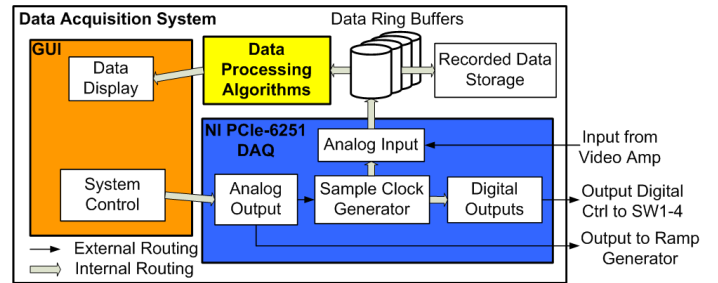 Data Acquisition System
Data Ring Buffers
GUI
Data
Display
Data
Processing
Algorithms
Recorded Data
Storage
NI PCIe-6251
DAQ
Analog Input
Input from
Video Amp
System
Control
Analog
Output
Sample Clock
Generator
Digital
Outputs
Output Digital
Ctrl to SW1-4
Output to Ramp
Generator
External Routing
Internal Routing